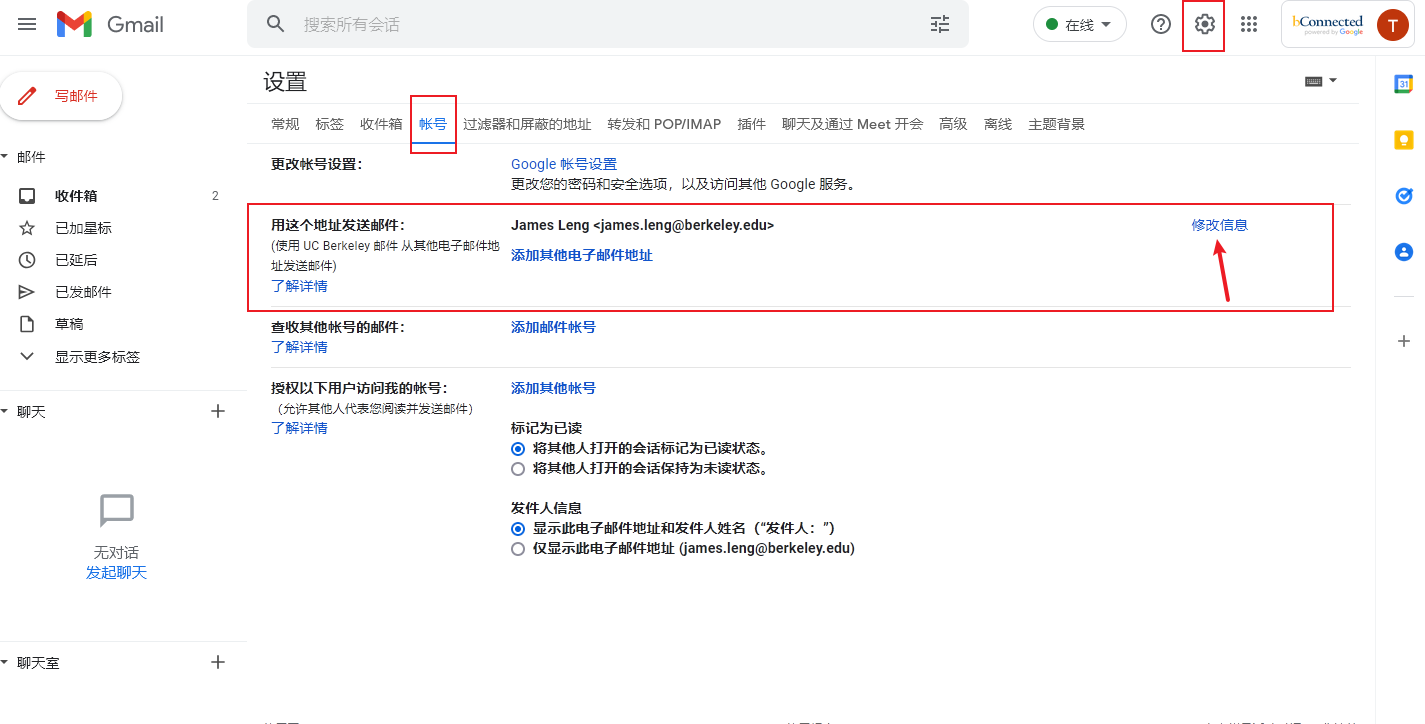 Gmail
搜索所有会话
在线
bConnected
powered by Google
T
写邮件
邮件
收件箱
2
已加星标
已延后
已发邮件
草稿
显示更多标签
聊天
无对话
发起聊天
聊天室
设置
常规 标签 收件箱 帐号 过滤器和屏蔽的地址 转发和 POP/IMAP 插件 聊天及通过 Meet 开会 高级 离线 主题背景
更改帐号设置：
Google 帐号设置
更改您的密码和安全选项，以及访问其他 Google 服务。
用这个地址发送邮件：
(使用 UC Berkeley 邮件 从其他电子邮件地
址发送邮件)
了解详情
James Leng <james.leng@berkeley.edu>
修改信息
添加其他电子邮件地址
查收其他帐号的邮件：
了解详情
添加邮件帐号
授权以下用户访问我的帐号：
（允许其他人代表您阅读并发送邮件）
了解详情
添加其他帐号
标记为已读
将其他人打开的会话标记为已读状态。
将其他人打开的会话保持为未读状态。
发件人信息
显示此电子邮件地址和发件人姓名（“发件人：”）
仅显示此电子邮件地址 (james.leng@berkeley.edu)
31